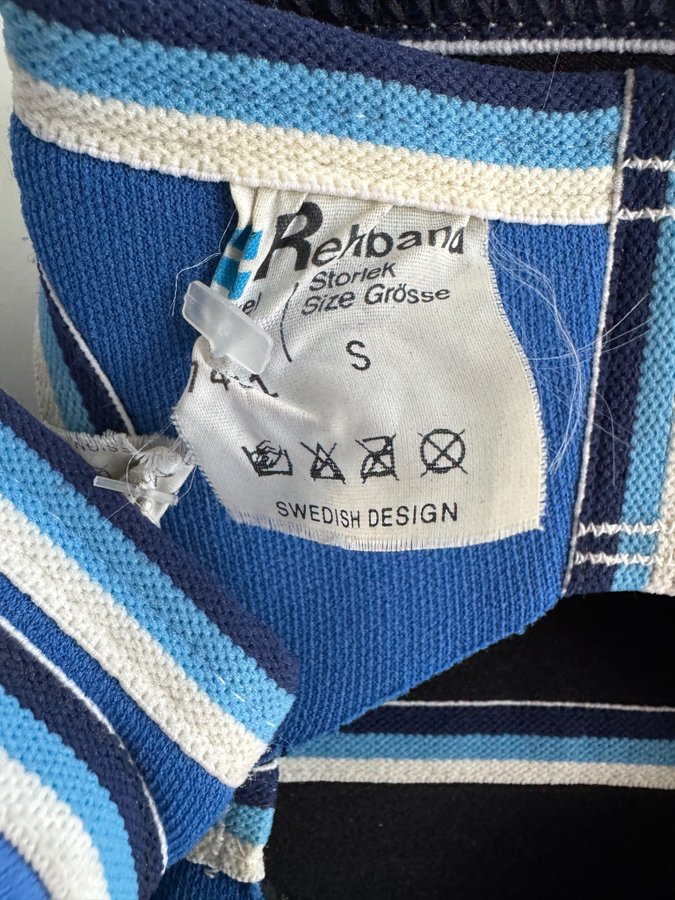 Rehband
Storlek
Size Grösse
S
SWEDISH DESIGN